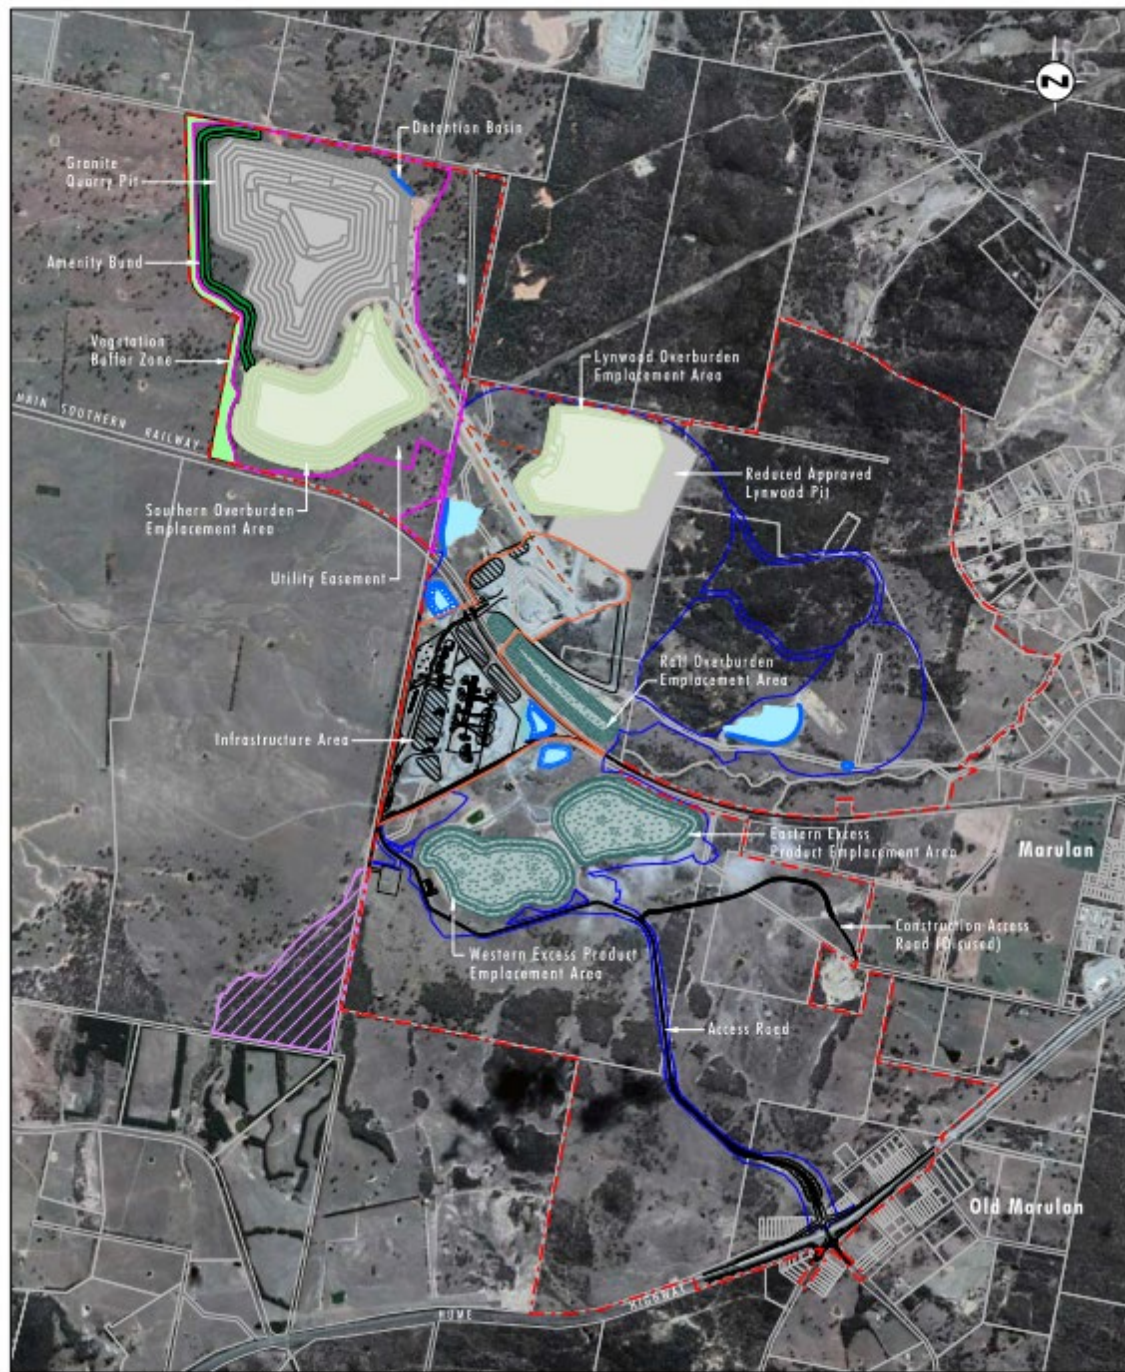 N
Detention Basin
Granite
Quarry Pit
Amenity Bund
Vegetation
Buffer Zone
MAIN SOUTHERN RAILWAY
Lynwood Overburden
Emplacement Area
Reduced Approved
Lynwood Pit
Southern Overburden
Emplacement Area
Utility Easement
Rail Overburden
Emplacement Area
Infrastructure Area
Eastern Excess
Product Emplacement Area
Marulan
Construction Access
Road (Disused)
Western Excess Product
Emplacement Area
Access Road
Old Marulan
HUME HIGHWAY